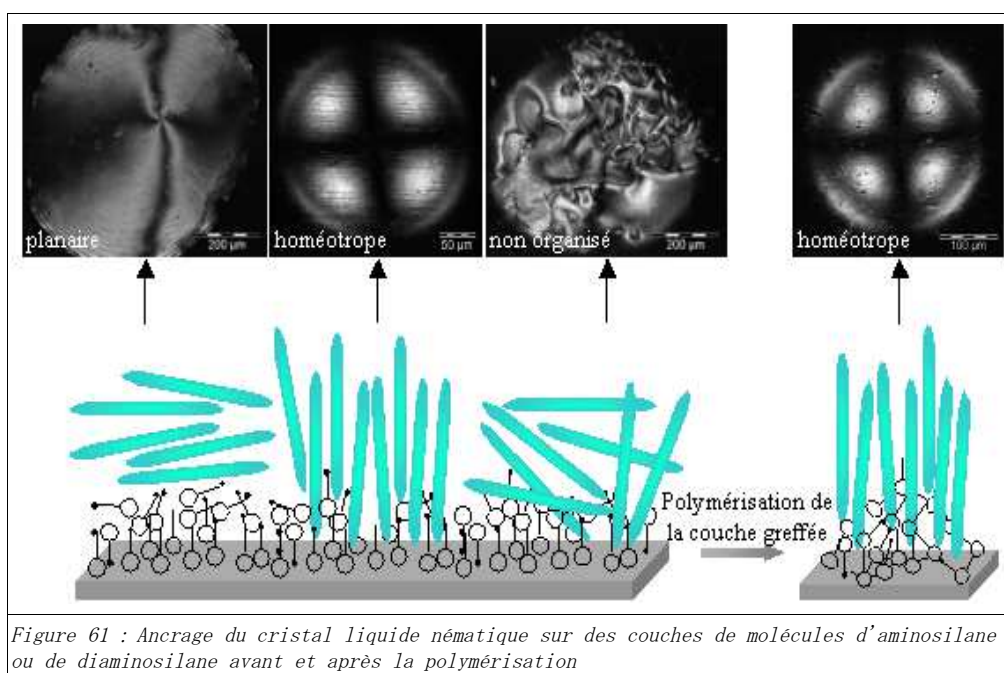 planaire
200 µm
homéotrope
50 µm
non organisé
200 µm
homéotrope
100 µm
Polymérisation de
la couche greffée
Figure 61 : Ancrage du cristal liquide nématique sur des couches de molécules d'aminosilane
ou de diaminosilane avant et après la polymérisation